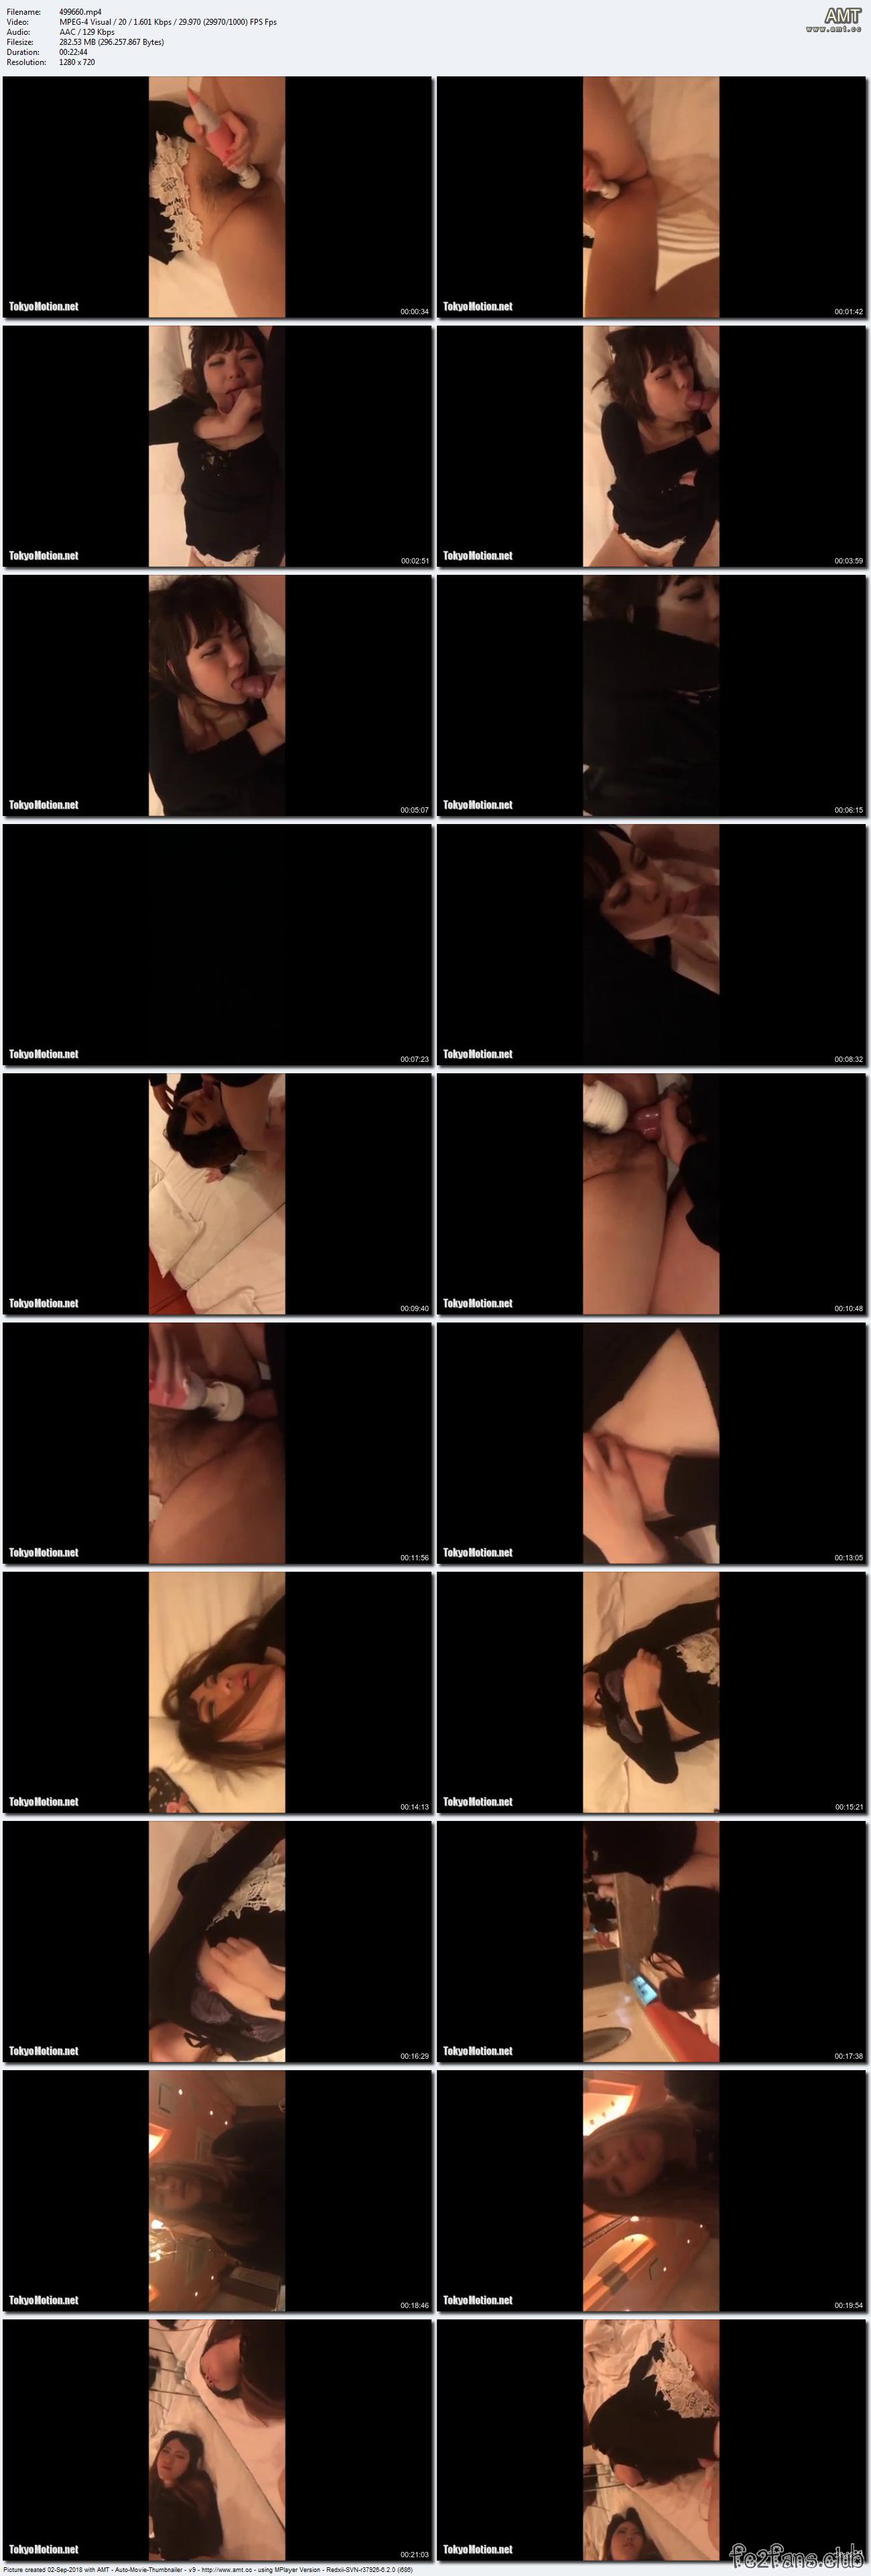 Filename: 499660.mp4
Video: MPEG-4 Visual / 20 / 1.601 Kbps / 29.970 (29970/1000) FPS Fps
Audio: AAC / 129 Kbps
Filesize: 282.53 MB (296.257.867 Bytes)
Duration: 00:22:44
Resolution: 1280 x 720
AMT
www.amt.cc
TokyoMotion.net 00:00:34
TokyoMotion.net 00:01:42
TokyoMotion.net 00:02:51
TokyoMotion.net 00:03:59
TokyoMotion.net 00:05:07
TokyoMotion.net 00:06:15
TokyoMotion.net 00:07:23
TokyoMotion.net 00:08:32
TokyoMotion.net 00:09:40
TokyoMotion.net 00:10:48
TokyoMotion.net 00:11:56
TokyoMotion.net 00:13:05
TokyoMotion.net 00:14:13
TokyoMotion.net 00:15:21
TokyoMotion.net 00:16:29
TokyoMotion.net 00:17:38
TokyoMotion.net 00:18:46
TokyoMotion.net 00:19:54
TokyoMotion.net 00:21:03
TokyoMotion.net
fc2fans.club
Picture created 02-Sep-2018 with AMT - Auto-Movie-Thumbnailer - v9 - http://www.amt.cc - using MPlayer Version - Redxii-SVN-r37926-6.2.0 (i686)